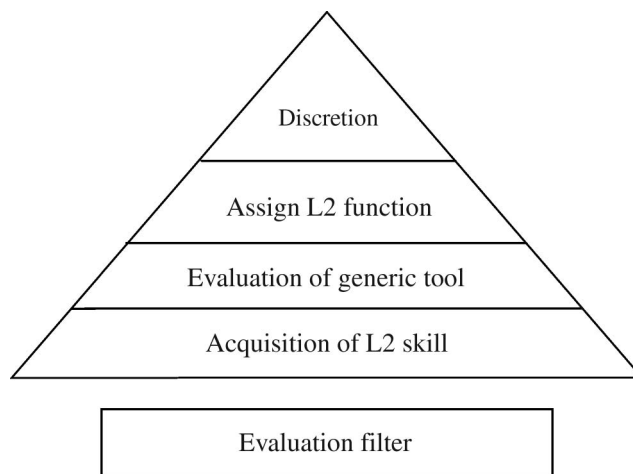 Discretion
Assign L2 function
Evaluation of generic tool
Acquisition of L2 skill
Evaluation filter